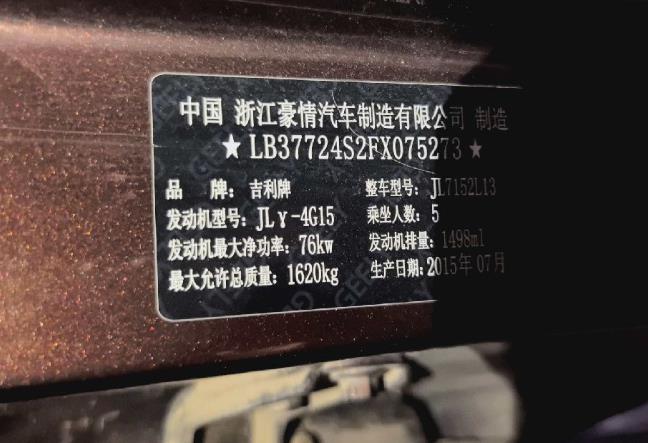 中国 浙江豪情汽车制造有限公司 制造
★ LB37724S2FX075273 ★
品 牌: 吉利牌 整车型号: JL7152L13
发动机型号: JLγ-4G15 乘坐人数: 5
发动机最大净功率: 76kw 发动机排量: 1498ml
最大允许总质量: 1620kg 生产日期: 2015年 07月